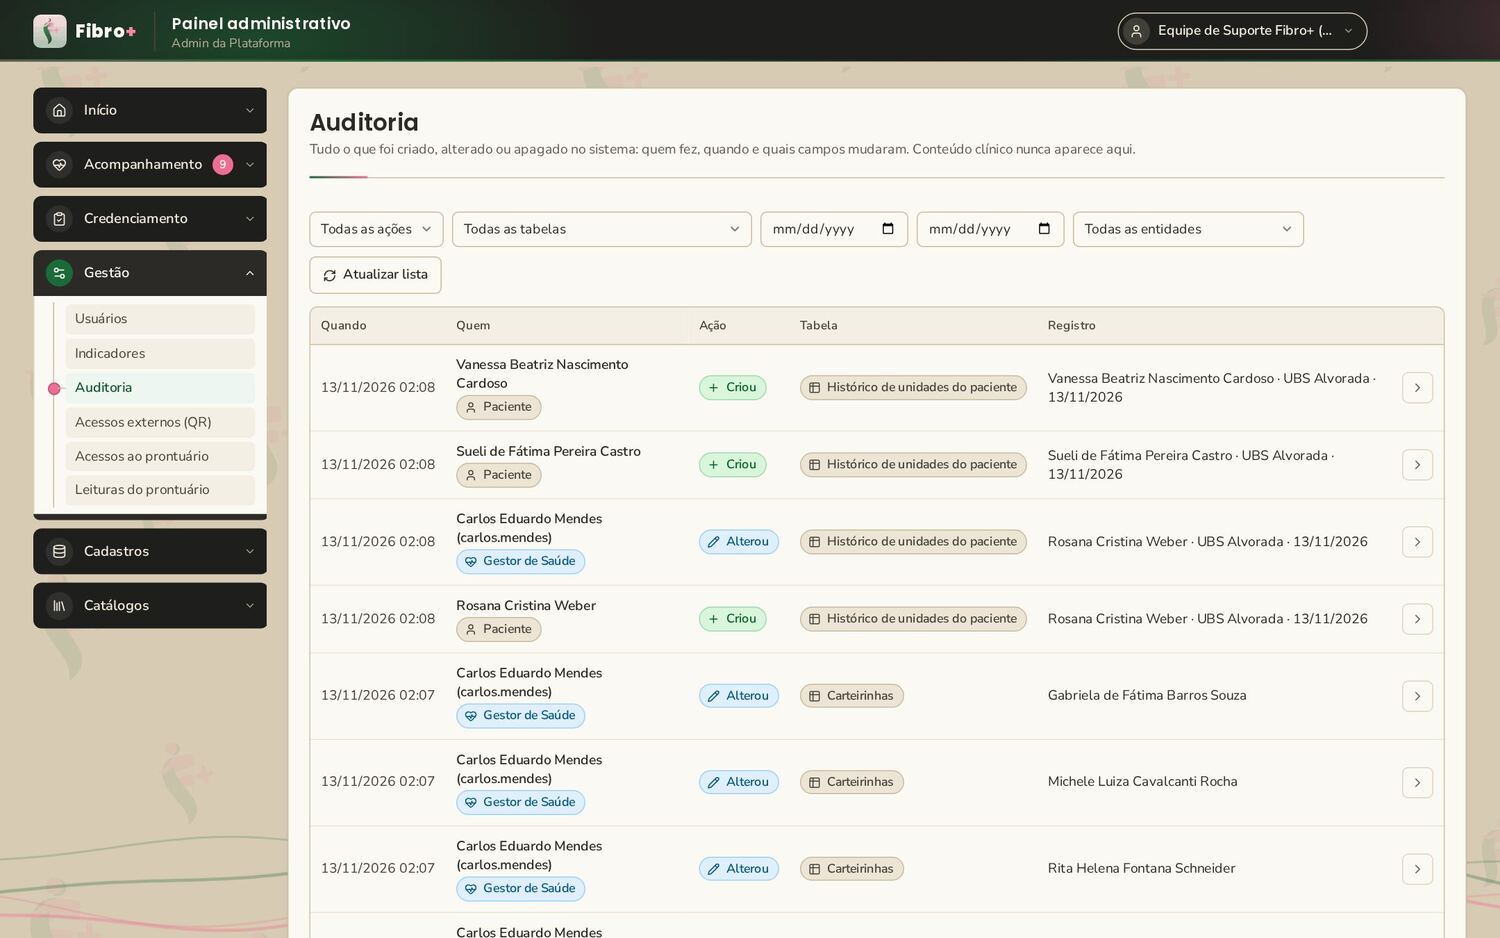 Fibro+
Painel administrativo
Admin da Plataforma
Equipe de Suporte Fibro+ (...
Início
Acompanhamento 9
Credenciamento
Gestão
Usuários
Indicadores
Auditoria
Acessos externos (QR)
Acessos ao prontuário
Leituras do prontuário
Cadastros
Catálogos
Auditoria
Tudo o que foi criado, alterado ou apagado no sistema: quem fez, quando e quais campos mudaram. Conteúdo clínico nunca aparece aqui.
Todas as ações Todas as tabelas mm/dd/yyyy mm/dd/yyyy Todas as entidades
Atualizar lista
Quando Quem Ação Tabela Registro
13/11/2026 02:08
Vanessa Beatriz Nascimento
Cardoso
Paciente
Criou
Histórico de unidades do paciente
Vanessa Beatriz Nascimento Cardoso · UBS Alvorada ·
13/11/2026
13/11/2026 02:08
Sueli de Fátima Pereira Castro
Paciente
Criou
Histórico de unidades do paciente
Sueli de Fátima Pereira Castro · UBS Alvorada ·
13/11/2026
13/11/2026 02:08
Carlos Eduardo Mendes
(carlos.mendes)
Gestor de Saúde
Alterou
Histórico de unidades do paciente
Rosana Cristina Weber · UBS Alvorada · 13/11/2026
13/11/2026 02:08
Rosana Cristina Weber
Paciente
Criou
Histórico de unidades do paciente
Rosana Cristina Weber · UBS Alvorada · 13/11/2026
13/11/2026 02:07
Carlos Eduardo Mendes
(carlos.mendes)
Gestor de Saúde
Alterou
Carteirinhas
Gabriela de Fátima Barros Souza
13/11/2026 02:07
Carlos Eduardo Mendes
(carlos.mendes)
Gestor de Saúde
Alterou
Carteirinhas
Michele Luiza Cavalcanti Rocha
13/11/2026 02:07
Carlos Eduardo Mendes
(carlos.mendes)
Gestor de Saúde
Alterou
Carteirinhas
Rita Helena Fontana Schneider
Carlos Eduardo Mendes